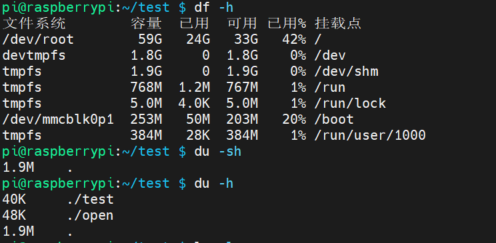 pi@raspberrypi:~/test $ df -h
文件系统 容量 已用 可用 已用% 挂载点
/dev/root 59G 24G 33G 42% /
devtmpfs 1.8G 0 1.8G 0% /dev
tmpfs 1.9G 0 1.9G 0% /dev/shm
tmpfs 768M 1.2M 767M 1% /run
tmpfs 5.0M 4.0K 5.0M 1% /run/lock
/dev/mmcblk0p1 253M 50M 203M 20% /boot
tmpfs 384M 28K 384M 1% /run/user/1000
pi@raspberrypi:~/test $ du -sh
1.9M .
pi@raspberrypi:~/test $ du -h
40K ./test
48K ./open
1.9M .